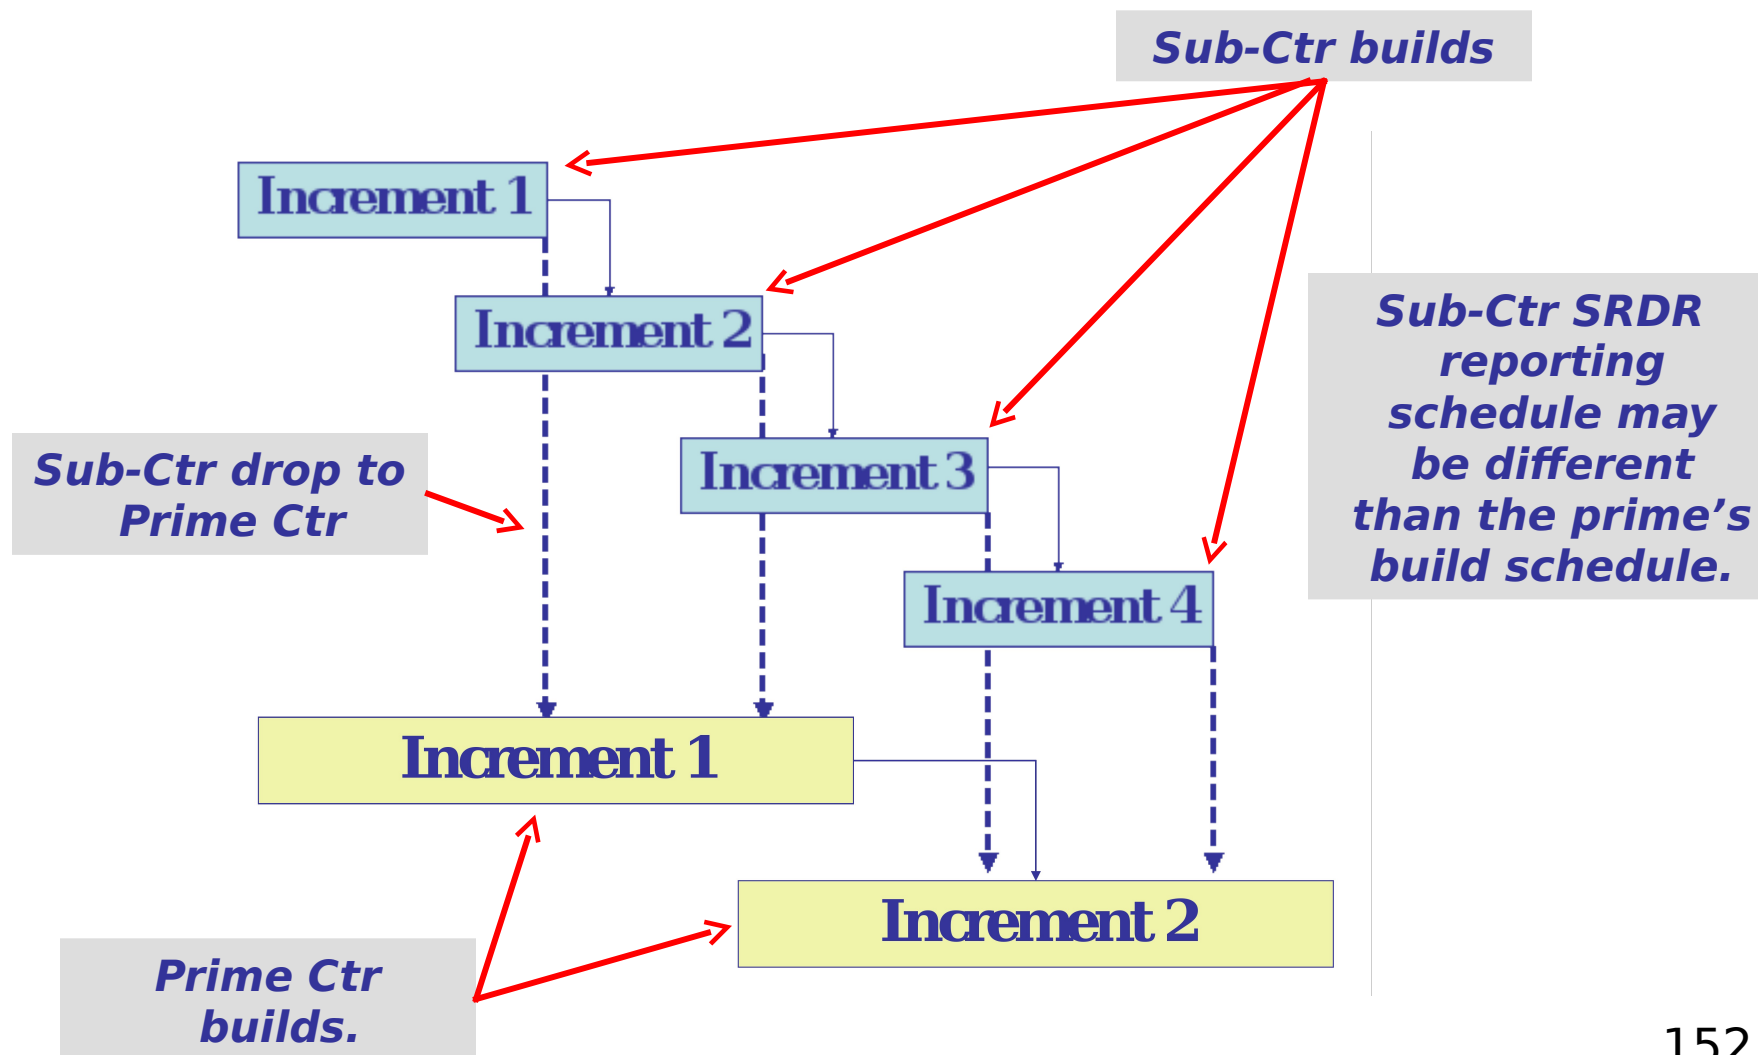 Sub-Ctr builds
Increment 1
Increment 2
Sub-Ctr SRDR
reporting
schedule may
be different
than the prime’s
build schedule.
Sub-Ctr drop to
Prime Ctr
Increment 3
Increment 4
Increment 1
Increment 2
Prime Ctr
builds.
152